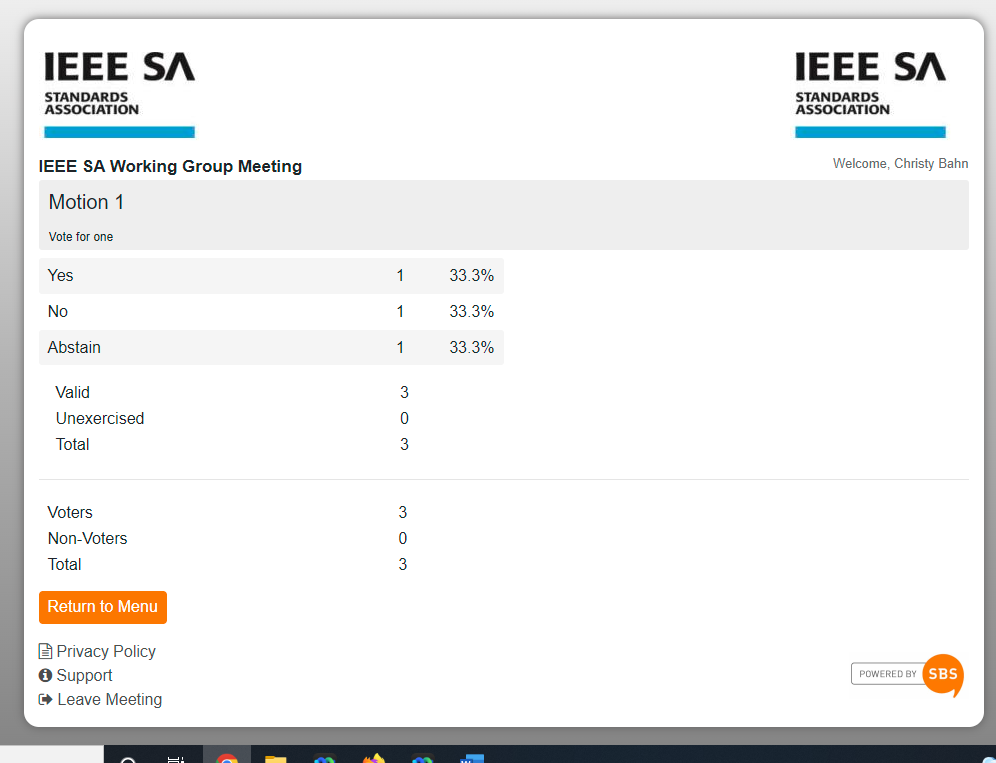 IEEE SA IEEE SA
STANDARDS STANDARDS
ASSOCIATION ASSOCIATION
IEEE SA Working Group Meeting Welcome, Christy Bahn
Motion 1
Vote for one
Yes 1 33.3%
No 1 33.3%
Abstain 1 33.3%
Valid 3
Unexercised 0
Total 3
Voters 3
Non-Voters 0
Total 3
Return to Menu
Privacy Policy
Support
Leave Meeting
POWERED BY SBS